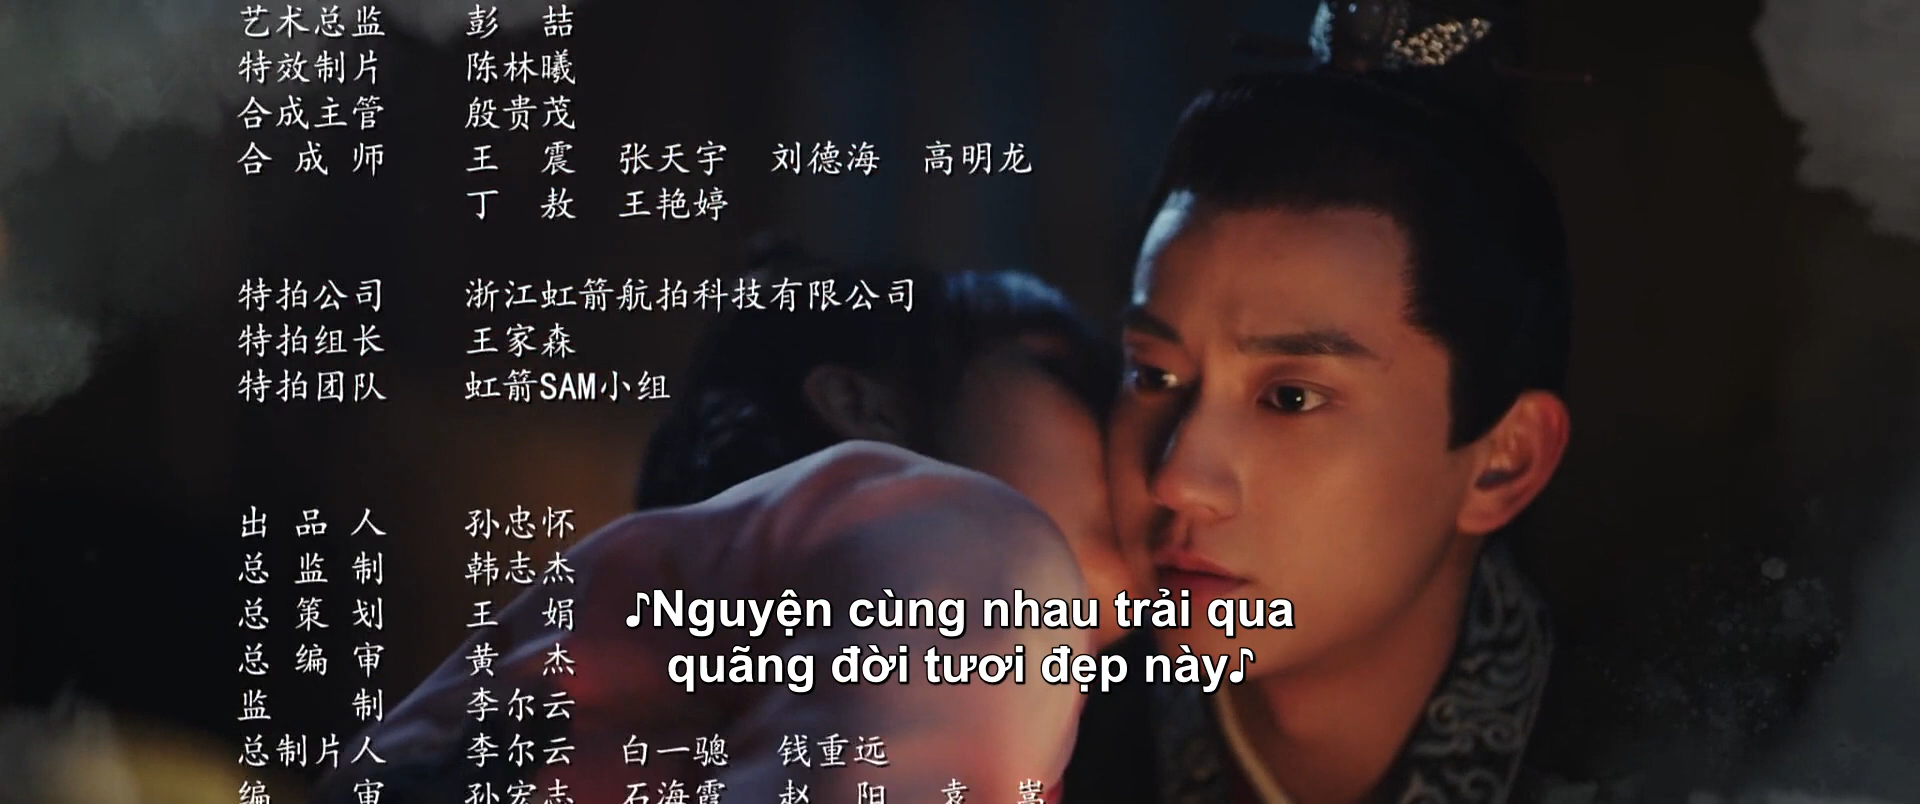 艺术总监 彭喆
特效制片 陈林曦
合成主管 殷贵茂
合成师 王震 张天宇 刘德海 高明龙
丁敖 王艳婷
特拍公司 浙江虹箭航拍科技有限公司
特拍组长 王家森
特拍团队 虹箭SAM小组
出品人 孙忠怀
总监制 韩志杰
总策划 王娟
总编审 黄杰
监制 李尔云
总制片人 李尔云 白一骢 钱重远
编审 孙宏志 石海霞 赵阳 袁嵩
♪Nguyện cùng nhau trải qua
quãng đời tươi đẹp này♪